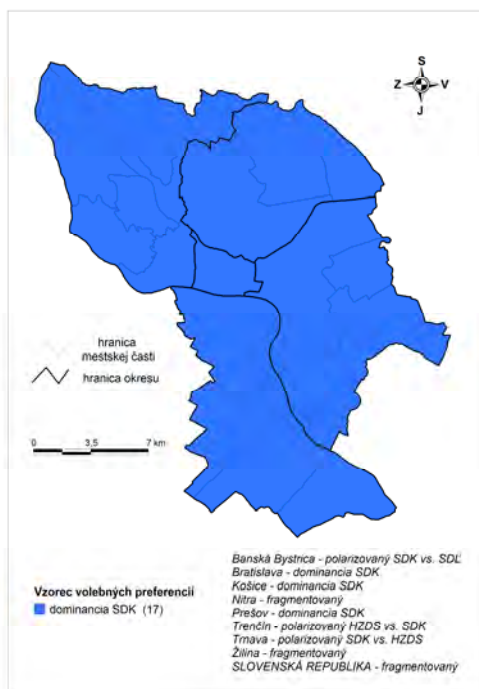 S
Z V
J
hranica
mestskej časti
hranica okresu
0 3,5 7 km
Vzorec volebných preferencií
dominancia SDK (17)
Banská Bystrica - polarizovaný SDK vs. SDĽ
Bratislava - dominancia SDK
Košice - dominancia SDK
Nitra - fragmentovaný
Prešov - dominancia SDK
Trenčín - polarizovaný HZDS vs. SDK
Trnava - polarizovaný SDK vs. HZDS
Žilina - fragmentovaný
SLOVENSKÁ REPUBLIKA - fragmentovaný